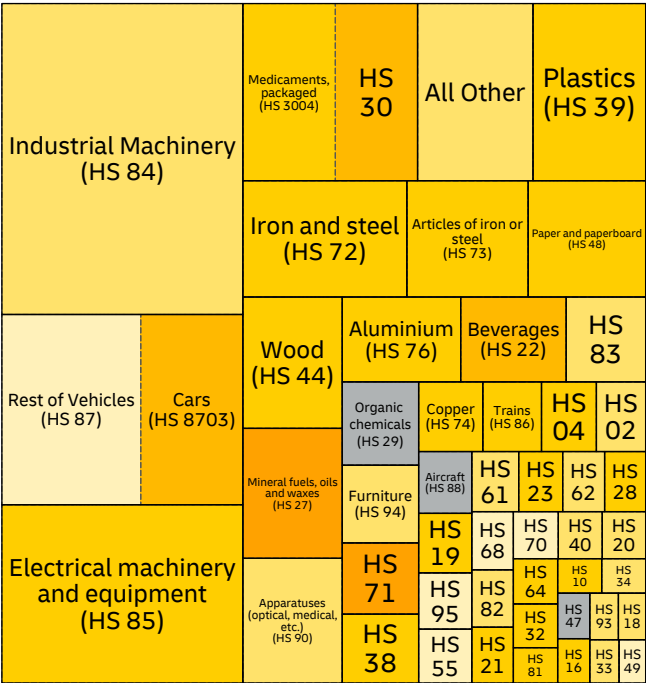 Industrial Machinery
(HS 84)
Medicaments,
packaged
(HS 3004)
HS
30
All Other
Plastics
(HS 39)
Iron and steel
(HS 72)
Articles of iron or
steel
(HS 73)
Paper and paperboard
(HS 48)
Rest of Vehicles
(HS 87)
Cars
(HS 8703)
Wood
(HS 44)
Aluminium
(HS 76)
Beverages
(HS 22)
HS
83
Organic
chemicals
(HS 29)
Copper
(HS 74)
Trains
(HS 86)
HS
04
HS
02
Mineral fuels, oils
and waxes
(HS 27)
Furniture
(HS 94)
Aircraft
(HS 88)
HS
61
HS
23
HS
62
HS
28
Electrical machinery
and equipment
(HS 85)
Apparatuses
(optical, medical,
etc.)
(HS 90)
HS
71
HS
38
HS
19
HS
68
HS
70
HS
40
HS
20
HS
95
HS
82
HS
64
HS
10
HS
34
HS
55
HS
21
HS
32
HS
81
HS
47
HS
93
HS
18
HS
16
HS
33
HS
49